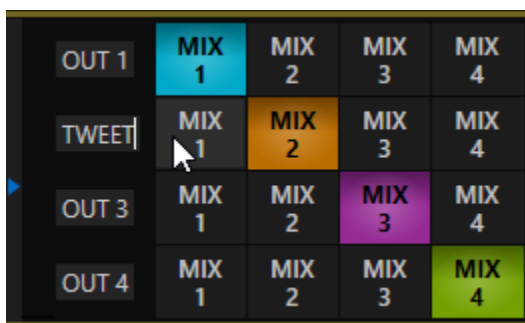 OUT 1 MIX 1 MIX 2 MIX 3 MIX 4
TWEET MIX 1 MIX 2 MIX 3 MIX 4
OUT 3 MIX 1 MIX 2 MIX 3 MIX 4
OUT 4 MIX 1 MIX 2 MIX 3 MIX 4